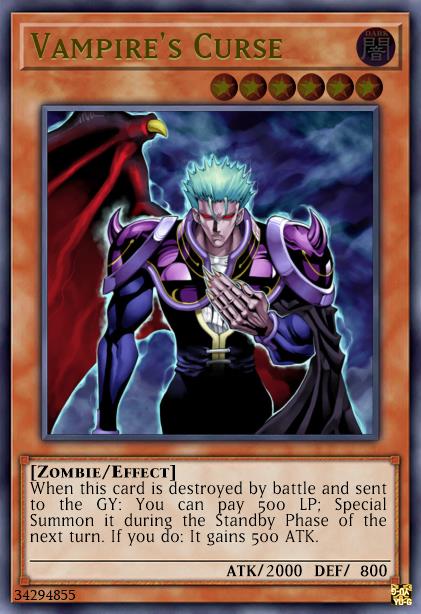 VAMPIRE'S CURSE
DARK
闇
[ZOMBIE/EFFECT]
When this card is destroyed by battle and sent
to the GY: You can pay 500 LP; Special
Summon it during the Standby Phase of the
next turn. If you do: It gains 500 ATK.
ATK/2000 DEF/ 800
34294855